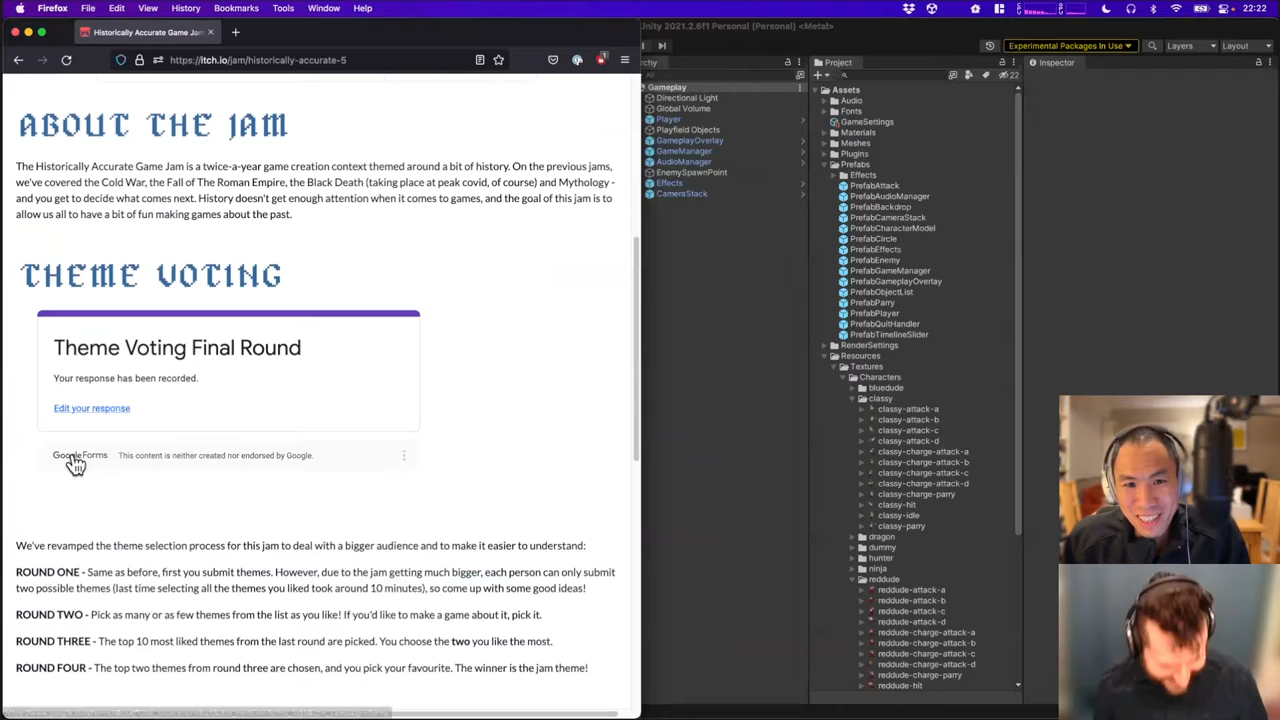 Firefox File Edit View History Bookmarks Tools Window Help 22:22
Historically Accurate Game Jam
https://itch.io/jam/historically-accurate-5
ABOUT THE JAM
The Historically Accurate Game Jam is a twice-a-year game creation context themed around a bit of history. On the previous jams,
we've covered the Cold War, the Fall of The Roman Empire, the Black Death (taking place at peak covid, of course) and Mythology -
and you get to decide what comes next. History doesn't get enough attention when it comes to games, and the goal of this jam is to
allow us all to have a bit of fun making games about the past.
THEME VOTING
Theme Voting Final Round
Your response has been recorded.
Edit your response
Google Forms This content is neither created nor endorsed by Google.
We've revamped the theme selection process for this jam to deal with a bigger audience and to make it easier to understand:
ROUND ONE - Same as before, first you submit themes. However, due to the jam getting much bigger, each person can only submit
two possible themes (last time selecting all the themes you liked took around 10 minutes), so come up with some good ideas!
ROUND TWO - Pick as many or as few themes from the list as you like! If you'd like to make a game about it, pick it.
ROUND THREE - The top 10 most liked themes from the last round are picked. You choose the two you like the most.
ROUND FOUR - The top two themes from round three are chosen, and you pick your favourite. The winner is the jam theme!
Unity 2021.2.6f1 Personal (Personal) <Metal>
Experimental Packages In Use Layers Layout
rchy
All
Gameplay
Directional Light
Global Volume
Player
Playfield Objects
GameplayOverlay
GameManager
AudioManager
EnemySpawnPoint
Effects
CameraStack
Project
22
Assets
Audio
Fonts
GameSettings
Materials
Meshes
Plugins
Prefabs
Effects
PrefabAttack
PrefabAudioManager
PrefabBackdrop
PrefabCameraStack
PrefabCharacterModel
PrefabCircle
PrefabEffects
PrefabEnemy
PrefabGameManager
PrefabGameplayOverlay
PrefabObjectList
PrefabParry
PrefabPlayer
PrefabQuitHandler
PrefabTimelineSlider
RenderSettings
Resources
Textures
Characters
bluedude
classy
classy-attack-a
classy-attack-b
classy-attack-c
classy-attack-d
classy-charge-attack-a
classy-charge-attack-b
classy-charge-attack-c
classy-charge-attack-d
classy-charge-parry
classy-hit
classy-idle
classy-parry
dragon
dummy
hunter
ninja
reddude
reddude-attack-a
reddude-attack-b
reddude-attack-c
reddude-attack-d
reddude-charge-attack-a
reddude-charge-attack-b
reddude-charge-attack-c
reddude-charge-attack-d
reddude-charge-parry
reddude-hit
Inspector